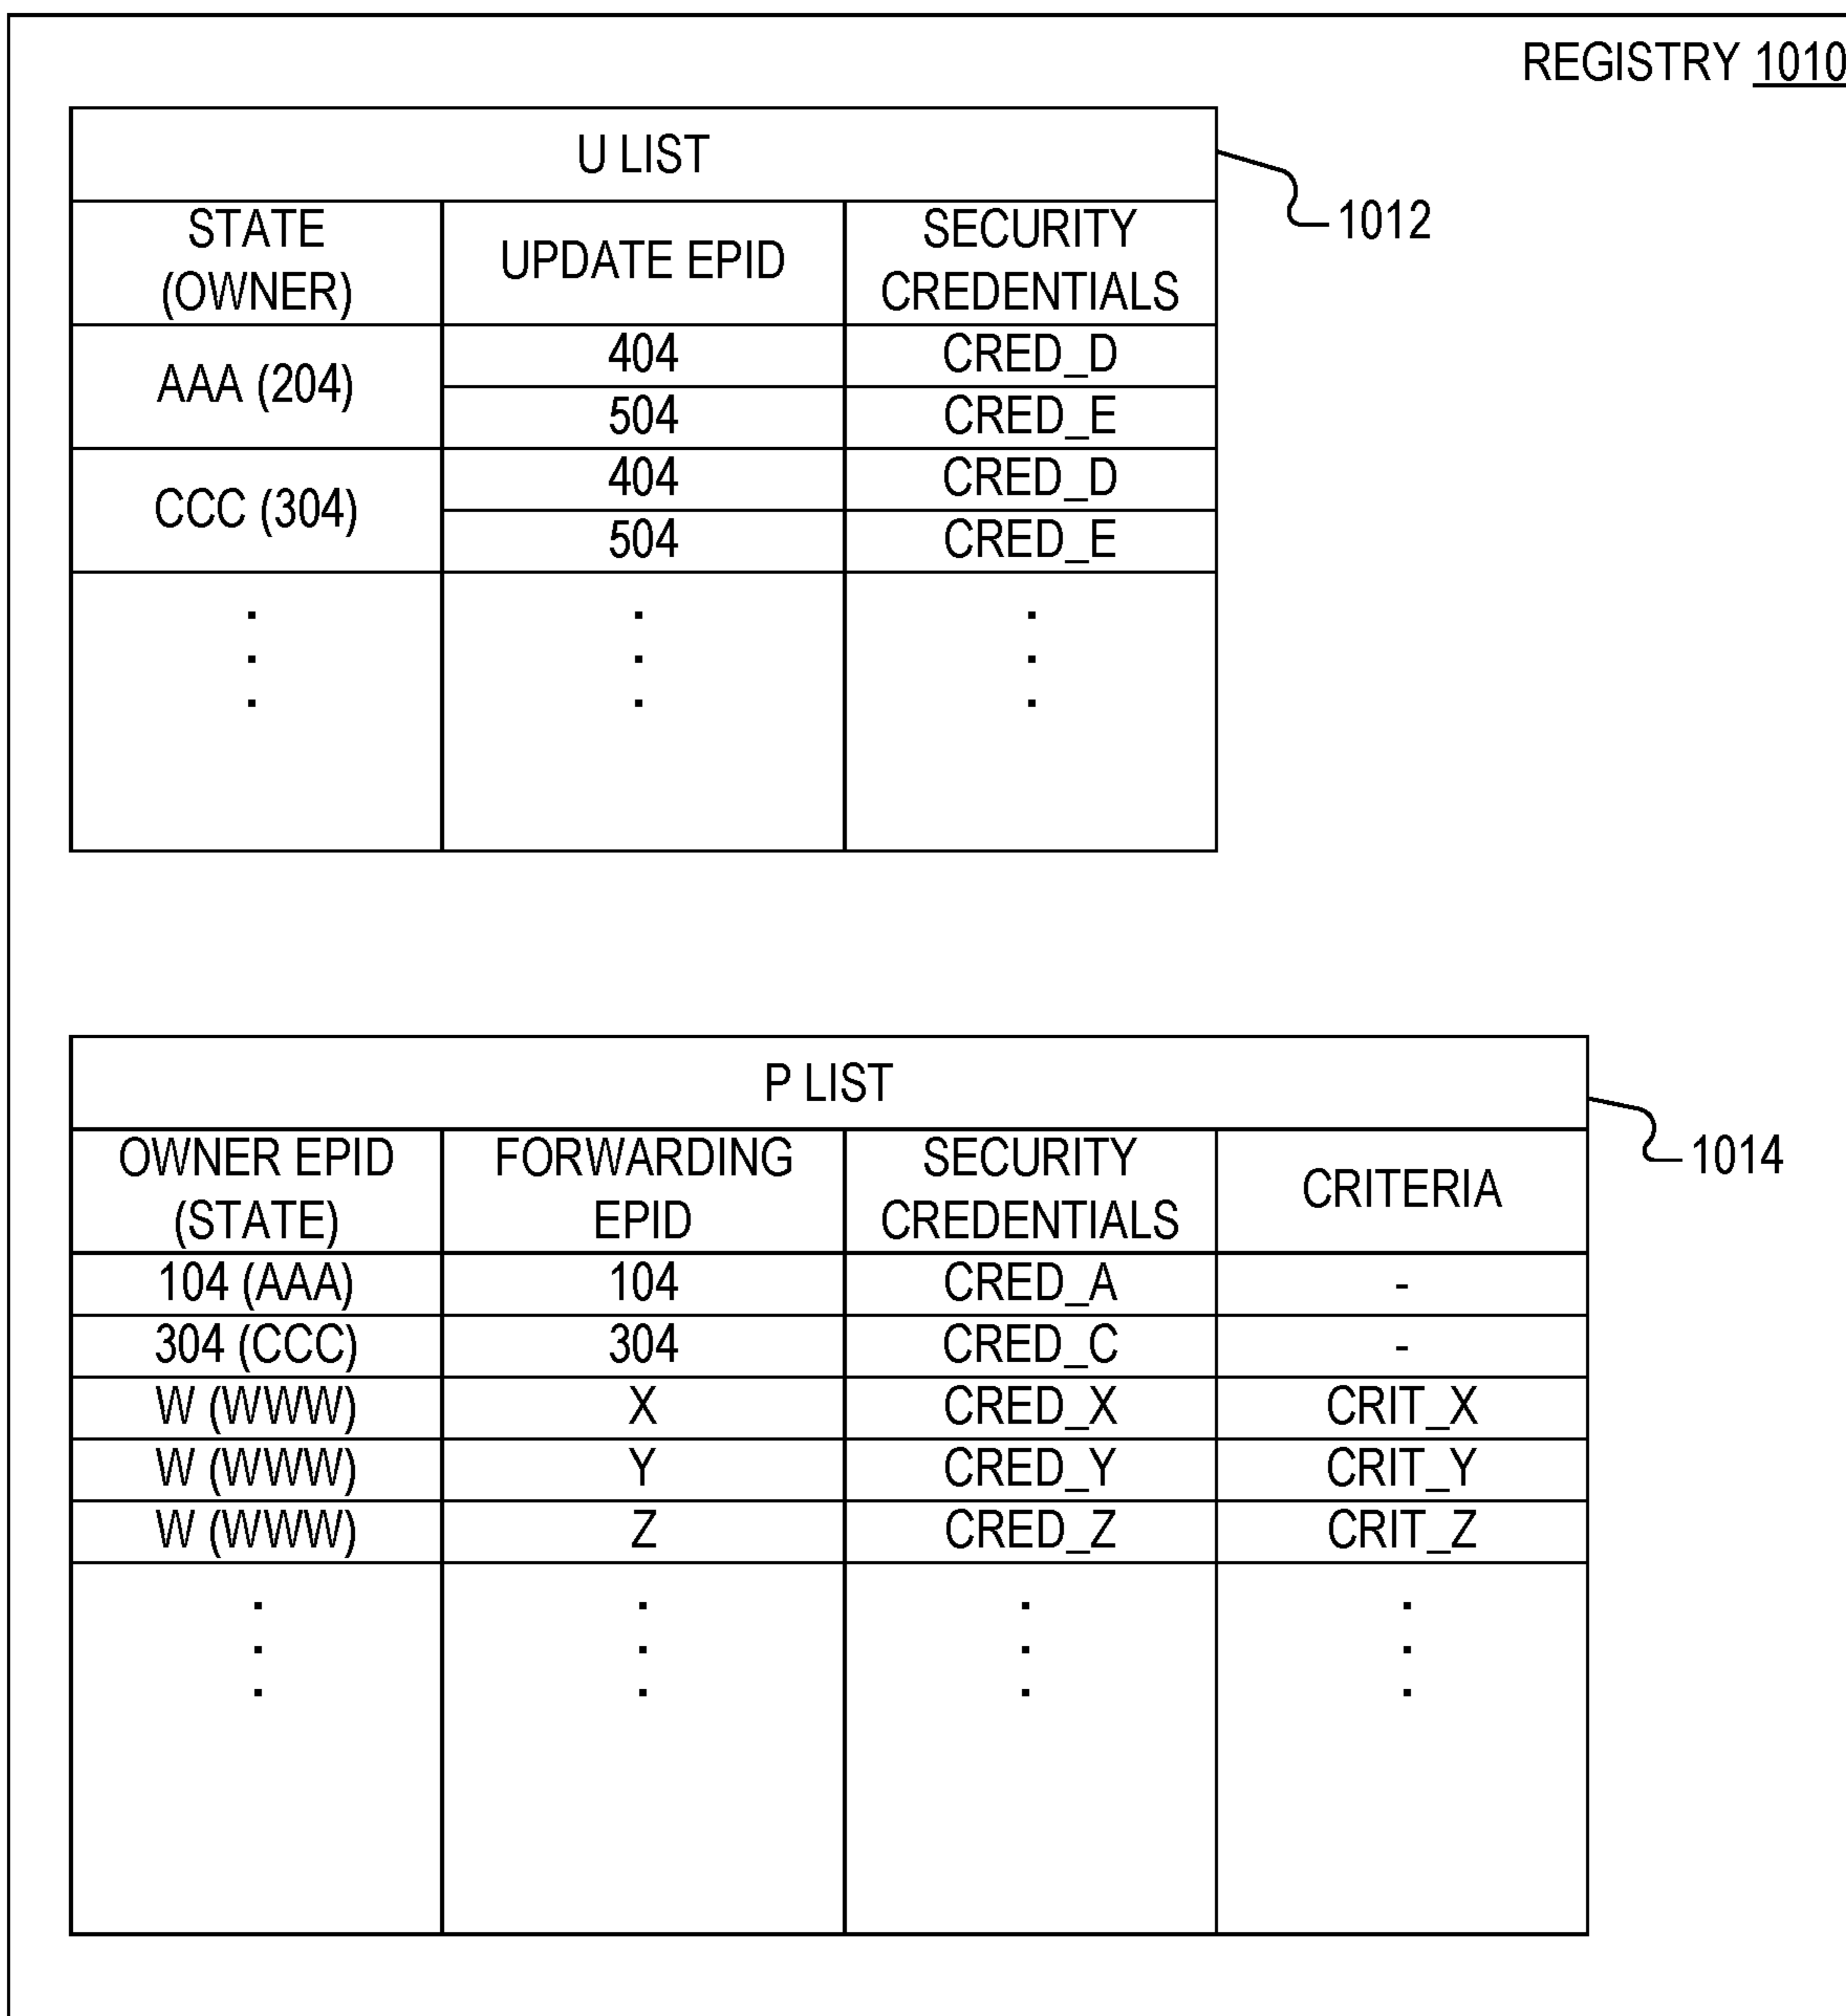 REGISTRY 1010
U LIST
1012
STATE (OWNER) UPDATE EPID SECURITY CREDENTIALS
AAA (204) 404 CRED_D
504 CRED_E
CCC (304) 404 CRED_D
504 CRED_E
P LIST
1014
OWNER EPID (STATE) FORWARDING EPID SECURITY CREDENTIALS CRITERIA
104 (AAA) 104 CRED_A -
304 (CCC) 304 CRED_C -
W (WWW) X CRED_X CRIT_X
W (WWW) Y CRED_Y CRIT_Y
W (WWW) Z CRED_Z CRIT_Z